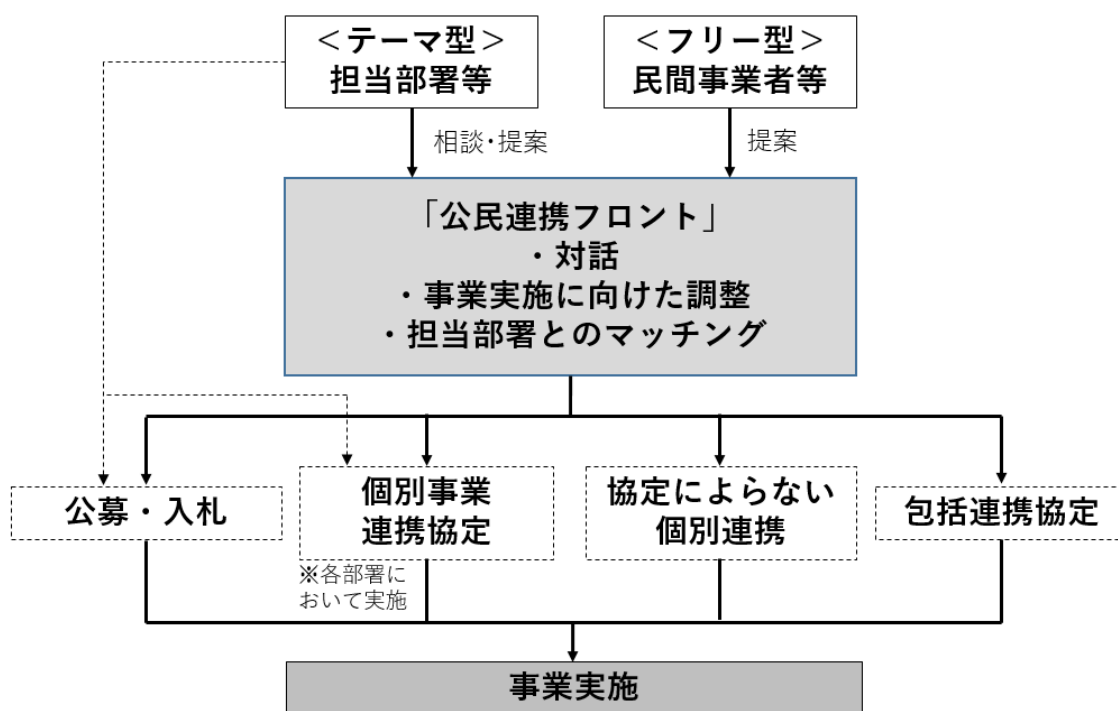 ＜テーマ型＞
担当部署等
＜フリー型＞
民間事業者等
相談・提案
提案
「公民連携フロント」
・対話
・事業実施に向けた調整
・担当部署とのマッチング
公募・入札
個別事業
連携協定
協定によらない
個別連携
包括連携協定
※各部署に
おいて実施
事業実施